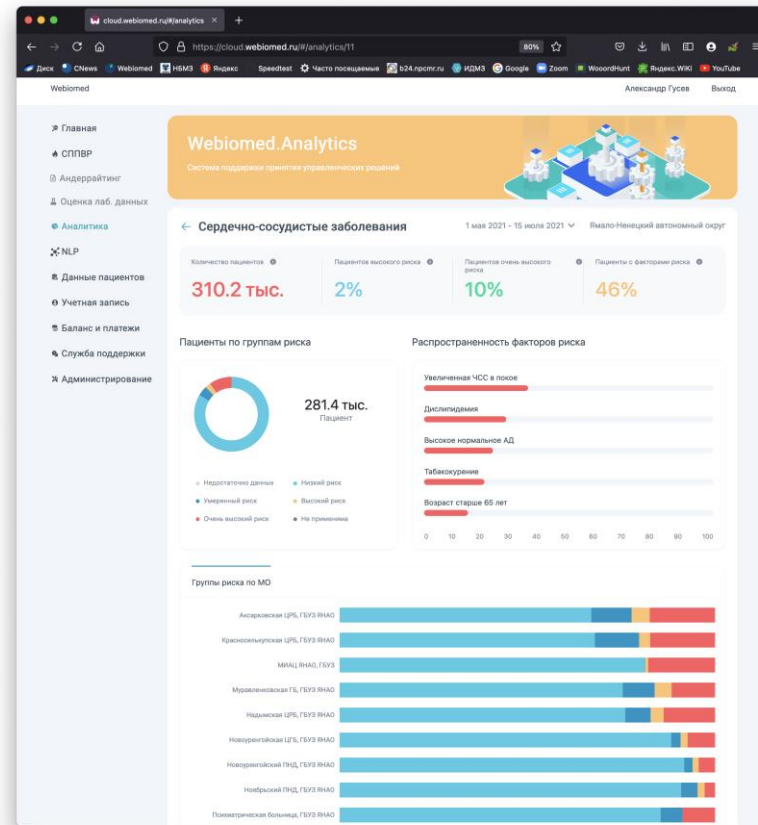 cloud.webiomed.ru/#/analytics
https://cloud.webiomed.ru/#/analytics/11
80%
Диск
CNews
Webiomed
НБМЗ
Яндекс
Speedtest
Часто посещаемые
b24.npcmr.ru
ИДМЗ
Google
Zoom
WooordHunt
Яндекс.WIKI
YouTube
Webiomed
Александр Гусев
Выход
Главная
СППВР
Андеррайтинг
Оценка лаб. данных
Аналитика
NLP
Данные пациентов
Учетная запись
Баланс и платежи
Служба поддержки
Администрирование
Webiomed.Analytics
Система поддержки принятия управленческих решений
← Сердечно-сосудистые заболевания
1 мая 2021 - 15 июля 2021
Ямало-Ненецкий автономный округ
Количество пациентов
310.2 тыс.
Пациентов высокого риска
2%
Пациентов очень высокого
риска
10%
Пациенты с факторами риска
46%
Пациенты по группам риска
281.4 тыс.
Пациент
Недостаточно данных
Низкий риск
Умеренный риск
Высокий риск
Очень высокий риск
Не применима
Распространенность факторов риска
Увеличенная ЧСС в покое
Дислипидемия
Высокое нормальное АД
Табакокурение
Возраст старше 65 лет
0 10 20 30 40 50 60 70 80 90 100
Группы риска по МО
Аксарковская ЦРБ, ГБУЗ ЯНАО
Красноселькупская ЦРБ, ГБУЗ ЯНАО
МИАЦ ЯНАО, ГБУЗ
Муравленковская ГБ, ГБУЗ ЯНАО
Надымская ЦРБ, ГБУЗ ЯНАО
Новоуренгойская ЦГБ, ГБУЗ ЯНАО
Новоуренгойский ПНД, ГБУЗ ЯНАО
Ноябрьский ПНД, ГБУЗ ЯНАО
Психиатрическая больница, ГБУЗ ЯНАО